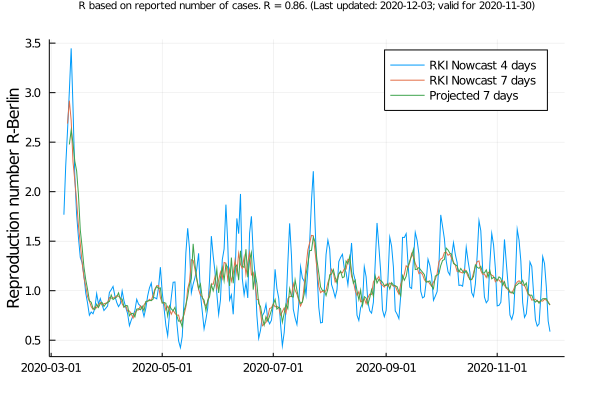 R based on reported number of cases. R = 0.86. (Last updated: 2020-12-03; valid for 2020-11-30)
3.5
3.0
2.5
2.0
1.5
1.0
0.5
Reproduction number R-Berlin
RKI Nowcast 4 days
RKI Nowcast 7 days
Projected 7 days
2020-03-01 2020-05-01 2020-07-01 2020-09-01 2020-11-01